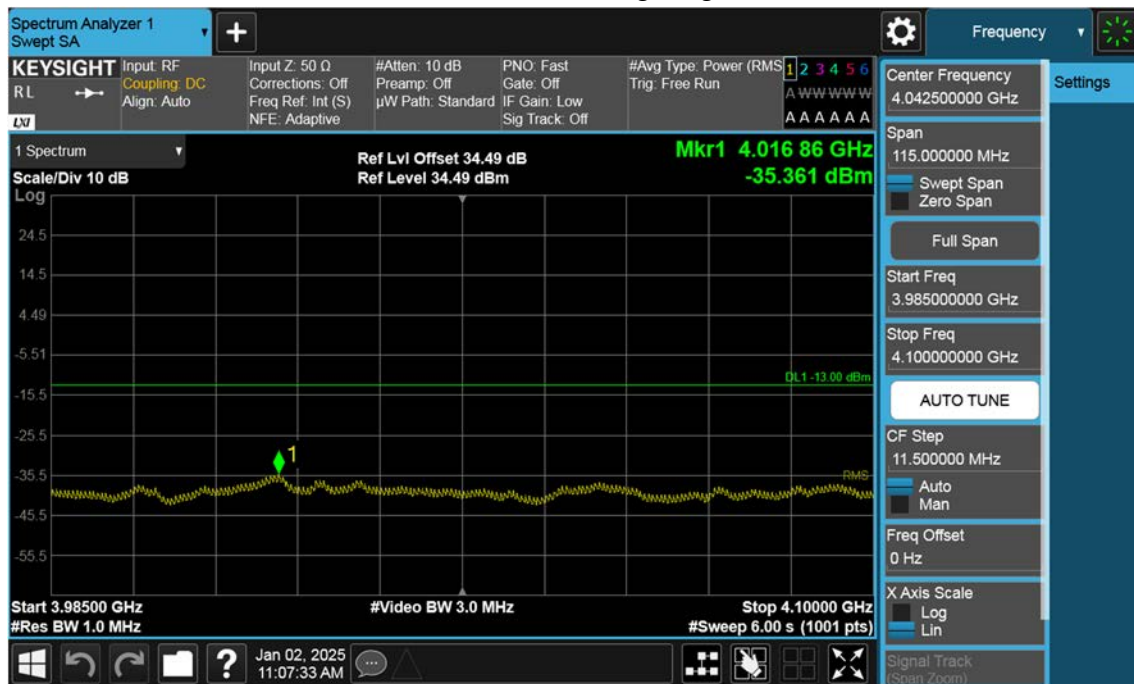 Spectrum Analyzer 1
Swept SA
+
Frequency
KEYSIGHT
RL
LXI
Input: RF
Coupling: DC
Align: Auto
Input Z: 50 Ω
Corrections: Off
Freq Ref: Int (S)
NFE: Adaptive
#Atten: 10 dB
Preamp: Off
µW Path: Standard
PNO: Fast
Gate: Off
IF Gain: Low
Sig Track: Off
#Avg Type: Power (RMS
Trig: Free Run
1 2 3 4 5 6
A W W W W W
A A A A A A
1 Spectrum
Scale/Div 10 dB
Ref Lvl Offset 34.49 dB
Ref Level 34.49 dBm
Mkr1 4.016 86 GHz
-35.361 dBm
Log
24.5
14.5
4.49
-5.51
DL1 -13.00 dBm
-15.5
-25.5
1
-35.5
RMS
-45.5
-55.5
Start 3.98500 GHz
#Res BW 1.0 MHz
#Video BW 3.0 MHz
Stop 4.10000 GHz
#Sweep 6.00 s (1001 pts)
?
Jan 02, 2025
11:07:33 AM
Center Frequency
4.042500000 GHz
Span
115.000000 MHz
Swept Span
Zero Span
Full Span
Start Freq
3.985000000 GHz
Stop Freq
4.100000000 GHz
AUTO TUNE
CF Step
11.500000 MHz
Auto
Man
Freq Offset
0 Hz
X Axis Scale
Log
Lin
Signal Track
(Span Zoom)
Settings